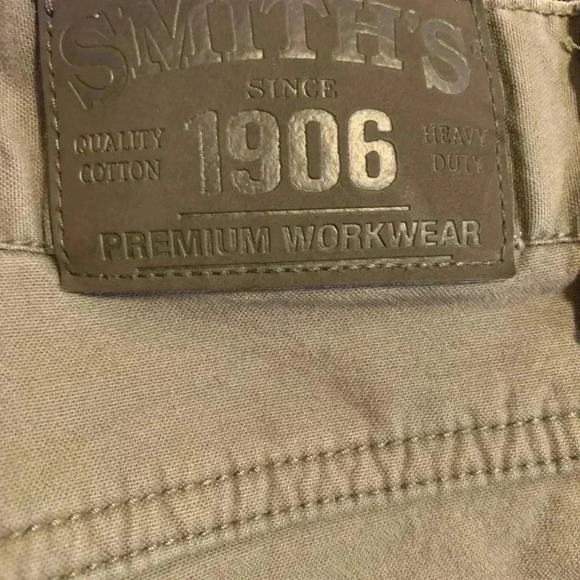 SMITH'S
SINCE
QUALITY COTTON
1906
HEAVY DUTY
PREMIUM WORKWEAR